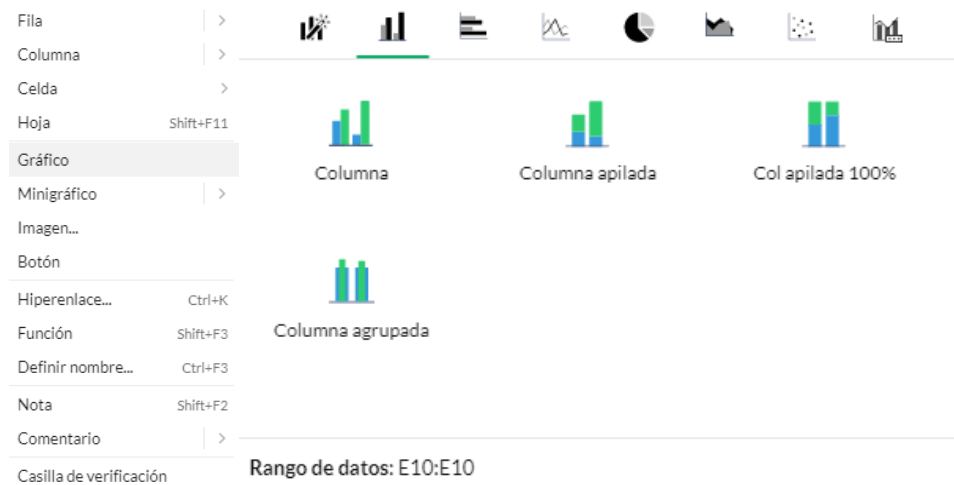 Fila
Columna
Celda
Hoja Shift+F11
Gráfico
Minigráfico
Imagen...
Botón
Hiperenlace... Ctrl+K
Función Shift+F3
Definir nombre... Ctrl+F3
Nota Shift+F2
Comentario
Casilla de verificación
Columna Columna apilada Col apilada 100%
Columna agrupada
Rango de datos: E10:E10